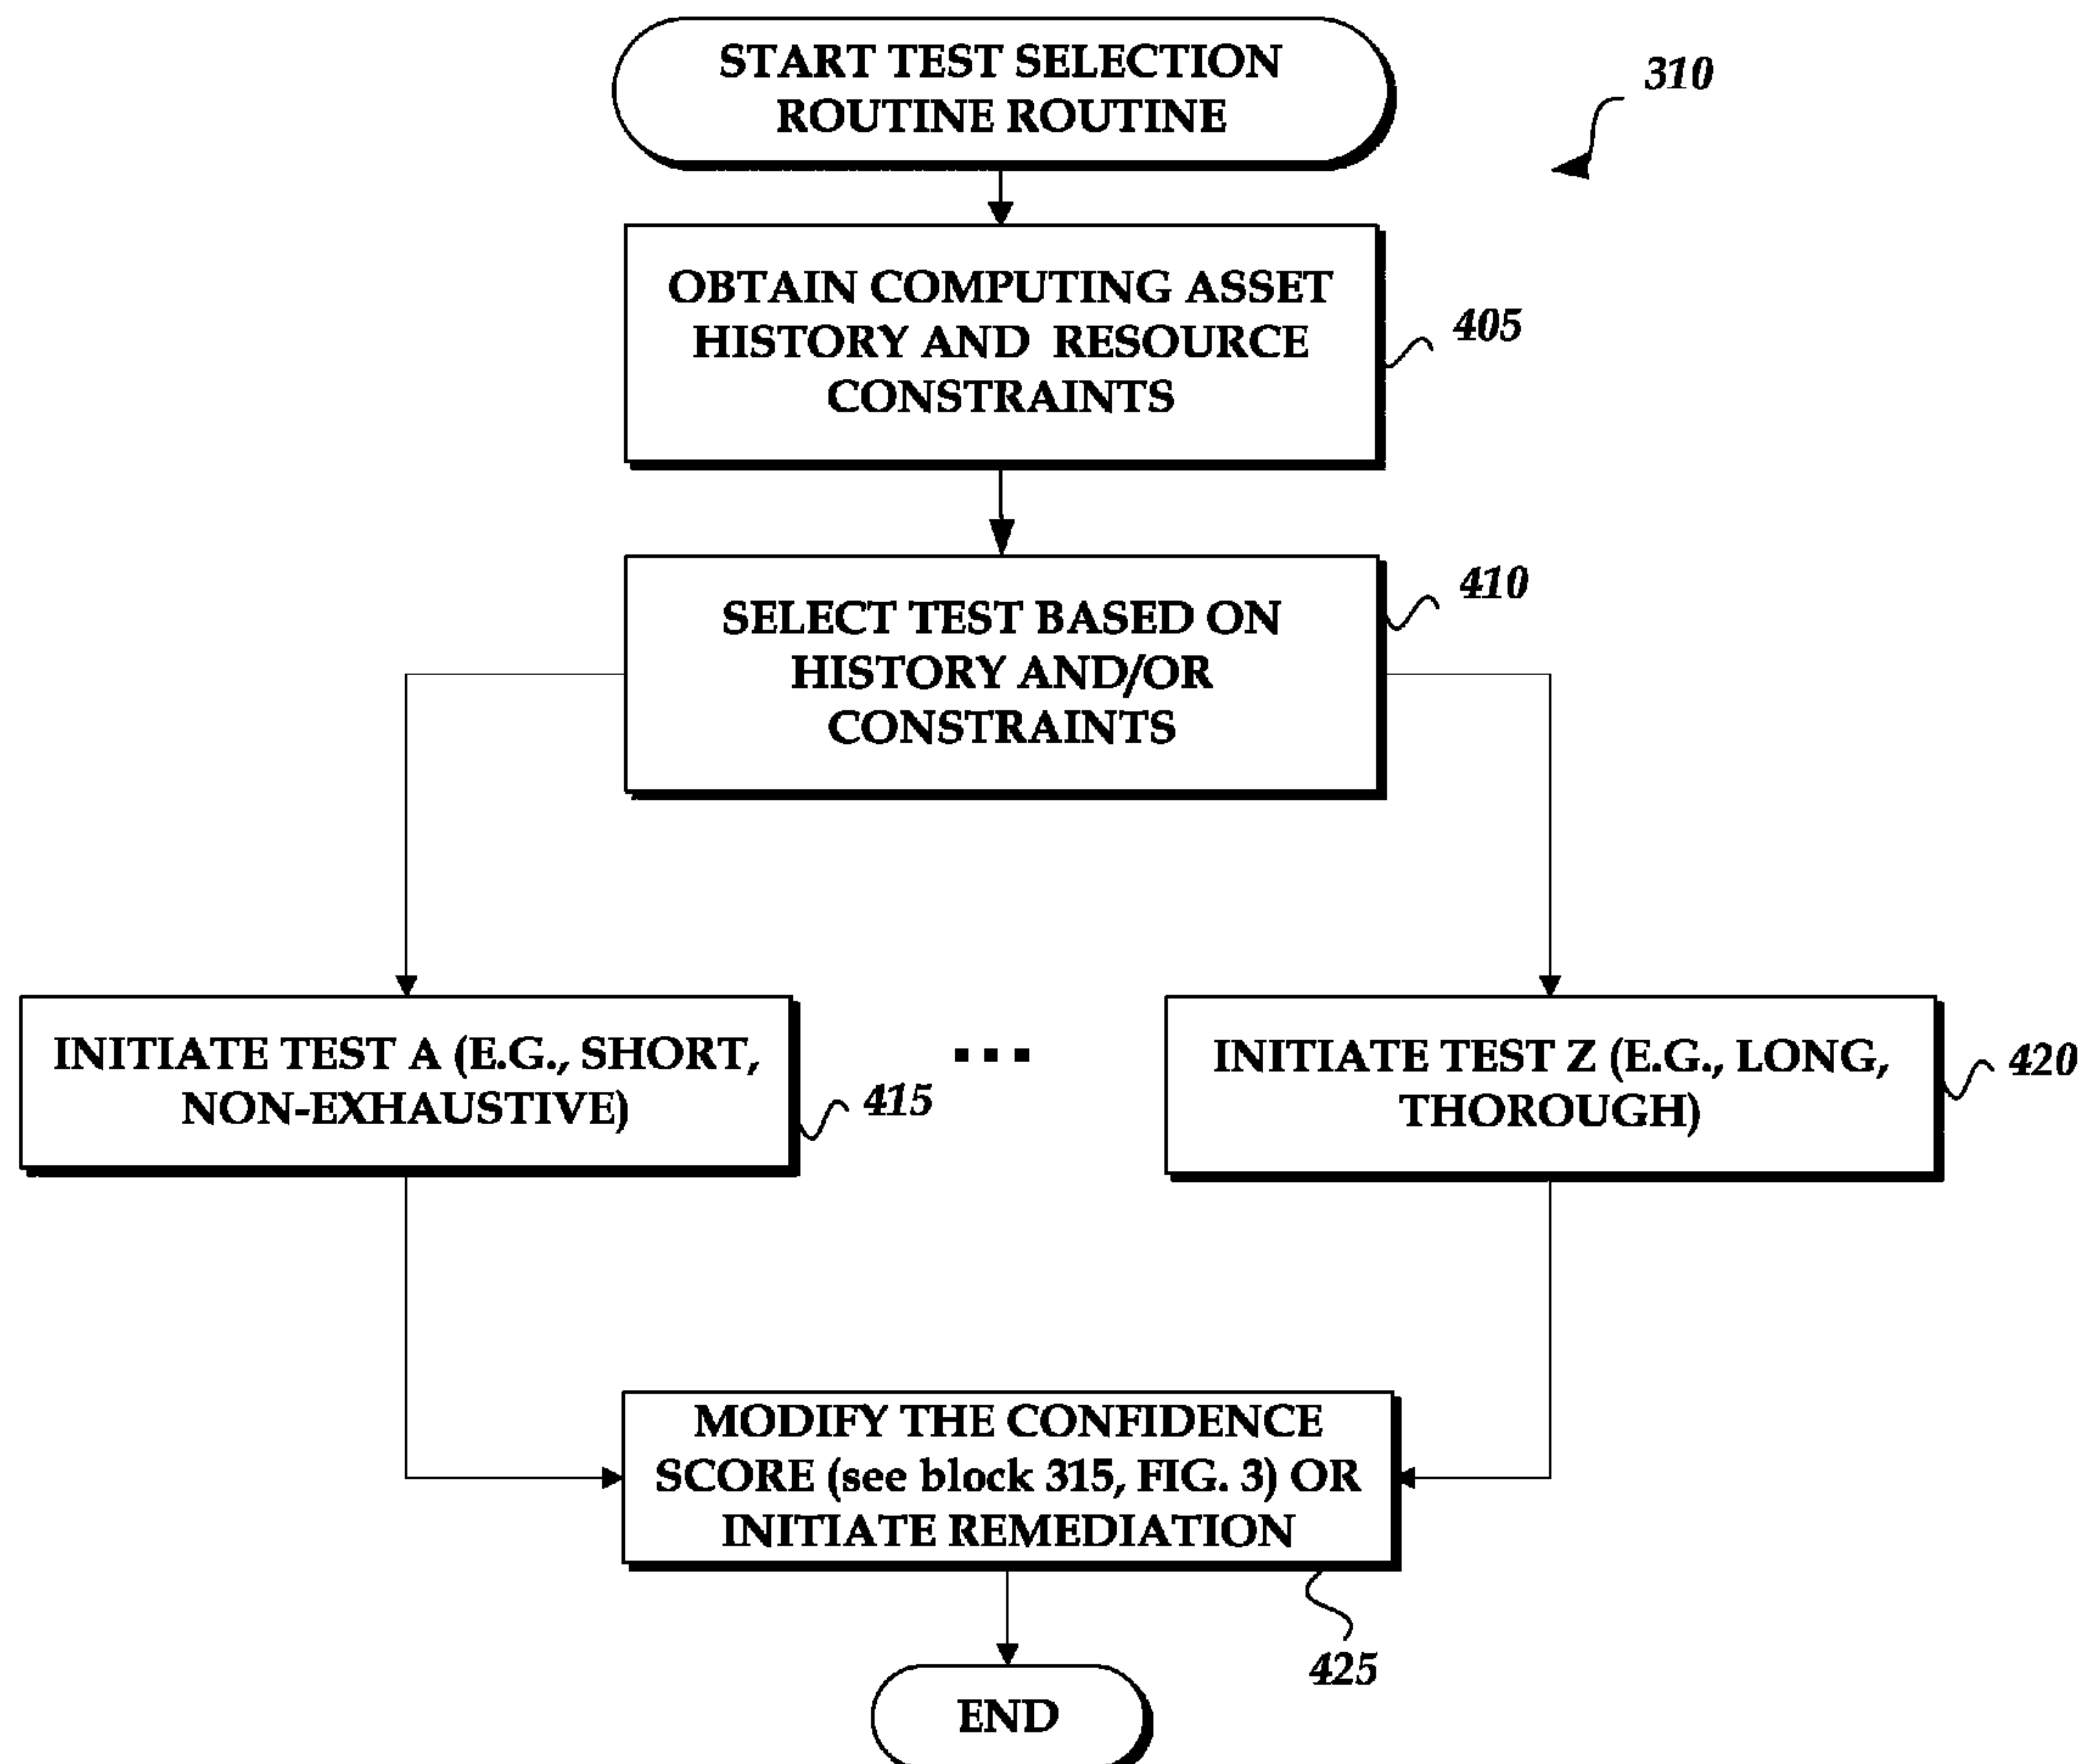 START TEST SELECTION
ROUTINE ROUTINE
310
OBTAIN COMPUTING ASSET
HISTORY AND RESOURCE
CONSTRAINTS
405
SELECT TEST BASED ON
HISTORY AND/OR
CONSTRAINTS
410
INITIATE TEST A (E.G., SHORT,
NON-EXHAUSTIVE)
415
INITIATE TEST Z (E.G., LONG,
THOROUGH)
420
MODIFY THE CONFIDENCE
SCORE (see block 315, FIG. 3) OR
INITIATE REMEDIATION
425
END